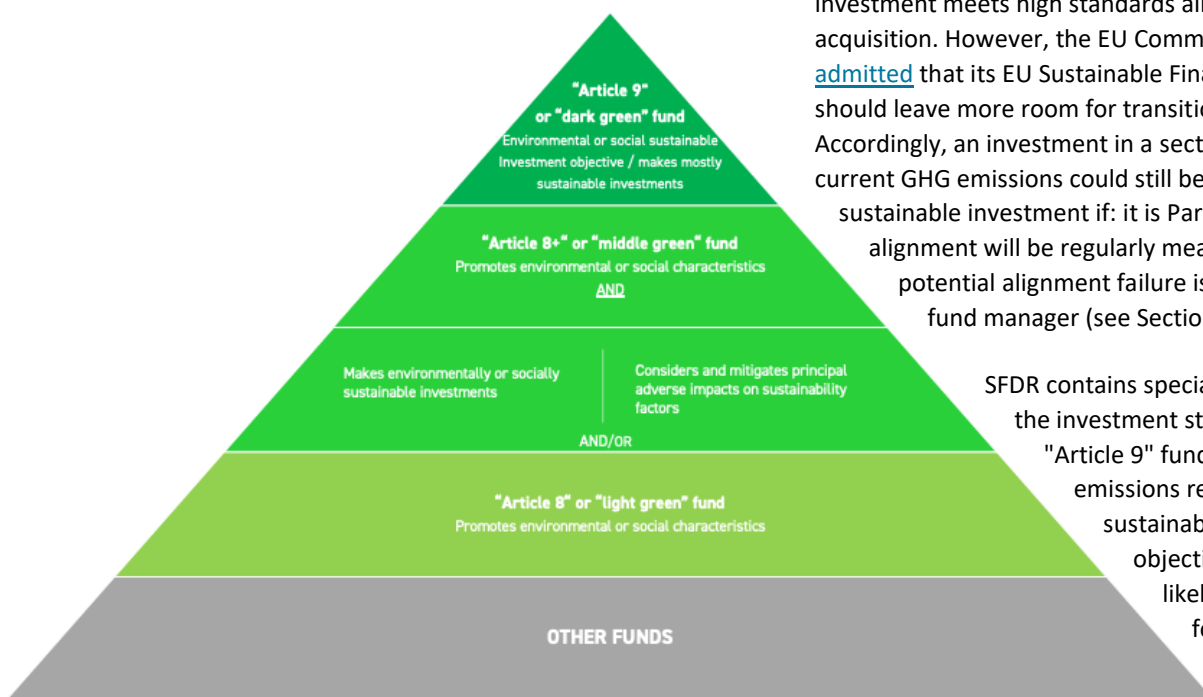 "Article 9"
or "dark green" fund
Environmental or social sustainable
Investment objective / makes mostly
sustainable investments
"Article 8+" or "middle green" fund
Promotes environmental or social characteristics
AND
Makes environmentally or socially
sustainable investments
Considers and mitigates principal
adverse impacts on sustainability
factors
AND/OR
"Article 8" or "light green" fund
Promotes environmental or social characteristics
OTHER FUNDS
investment meets high standards
acquisition. However, the EU Comm
admitted that its EU Sustainable Fina
should leave more room for transitio
Accordingly, an investment in a sect
current GHG emissions could still be
sustainable investment if: it is Par
alignment will be regularly mea
potential alignment failure is
fund manager (see Sectio
SFDR contains specia
the investment st
"Article 9" fund
emissions re
sustainab
objecti
likel